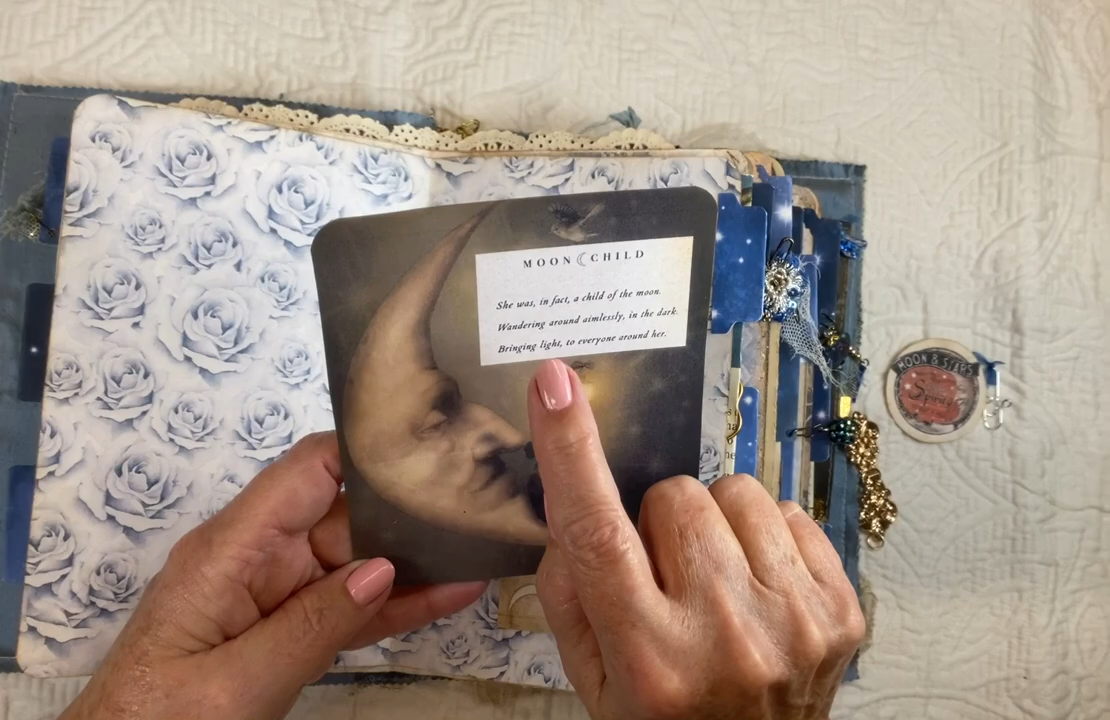 MOON☾CHILD
She was, in fact, a child of the moon.
Wandering around aimlessly, in the dark.
Bringing light, to everyone around her.
MOON & STARS
Spirits